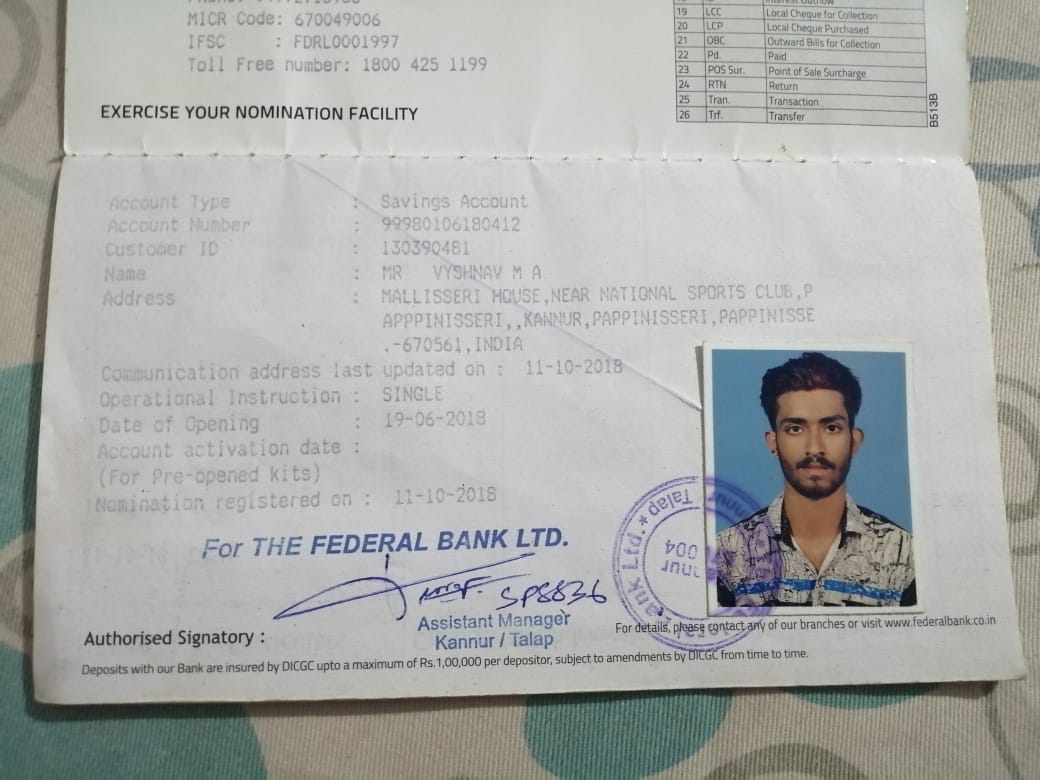 MICR Code: 670049006
IFSC : FDRL0001997
Toll Free number: 1800 425 1199
EXERCISE YOUR NOMINATION FACILITY
19 LCC Local Cheque for Collection
20 LCP Local Cheque Purchased
21 OBC Outward Bills for Collection
22 Pd. Paid
23 POS Sur. Point of Sale Surcharge
24 RTN Return
25 Tran. Transaction
26 Trf. Transfer
B513B
Account Type : Savings Account
Account Number : 99980106180412
Customer ID : 130390481
Name : MR VYSHNAV M A
Address : MALLISSERI HOUSE,NEAR NATIONAL SPORTS CLUB,P
APPPINISSERI,,KANNUR,PAPPINISSERI,PAPPINISSE
.-670561,INDIA
Communication address last updated on : 11-10-2018
Operational Instruction : SINGLE
Date of Opening : 19-06-2018
Account activation date :
(For Pre-opened kits)
Nomination registered on : 11-10-2018
For THE FEDERAL BANK LTD.
SP8836
Assistant Manager
Kannur / Talap
Authorised Signatory :
For details, please contact any of our branches or visit www.federalbank.co.in
Deposits with our Bank are insured by DICGC upto a maximum of Rs.1,00,000 per depositor, subject to amendments by DICGC from time to time.
Ltd. * Talap *
004